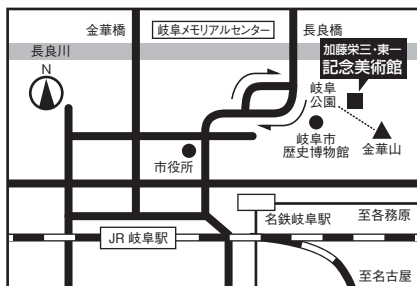 金華橋
岐阜メモリアルセンター
長良橋
長良川
加藤栄三・東一
記念美術館
N
岐阜
公園
岐阜市
歴史博物館
金華山
市役所
名鉄岐阜駅
至各務原
JR 岐阜駅
至名古屋